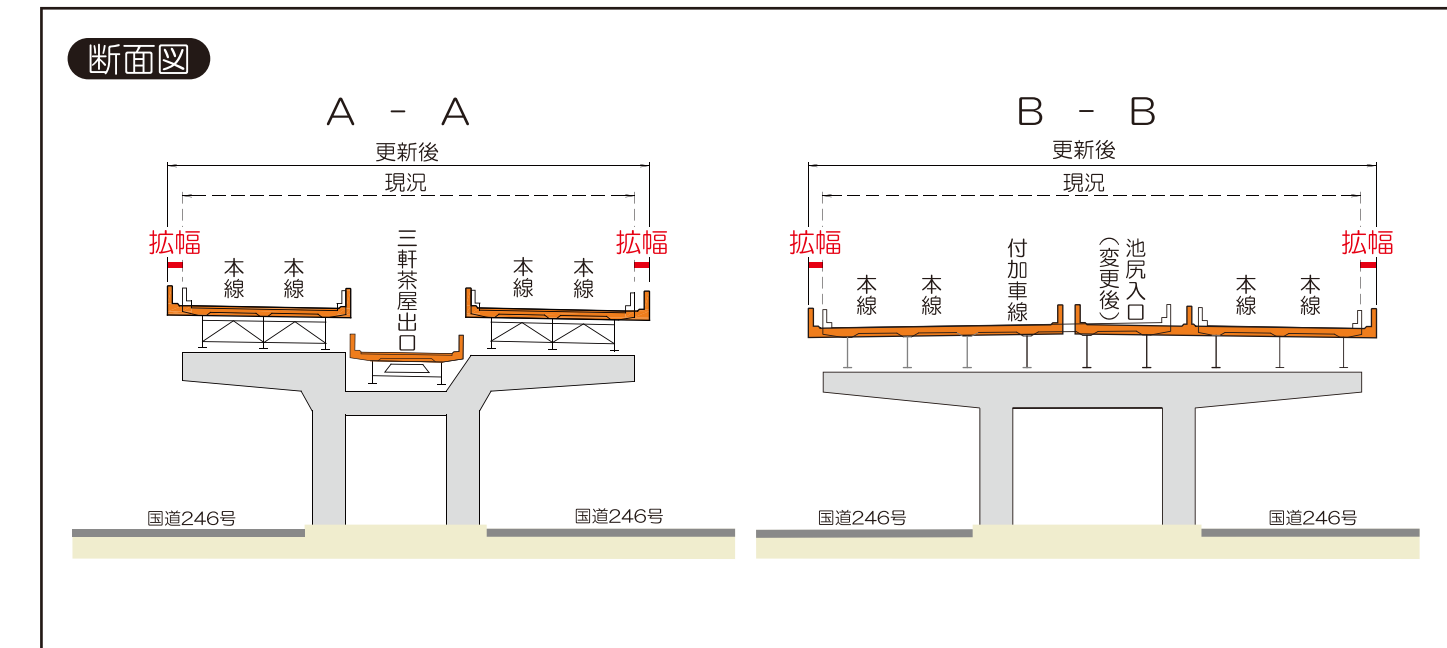 断面図
A - A
更新後
現況
拡幅
拡幅
本線
本線
三軒茶屋出口
本線
本線
国道246号
国道246号
B - B
更新後
現況
拡幅
拡幅
本線
本線
付加車線
池尻入口
(変更後)
本線
本線
国道246号
国道246号